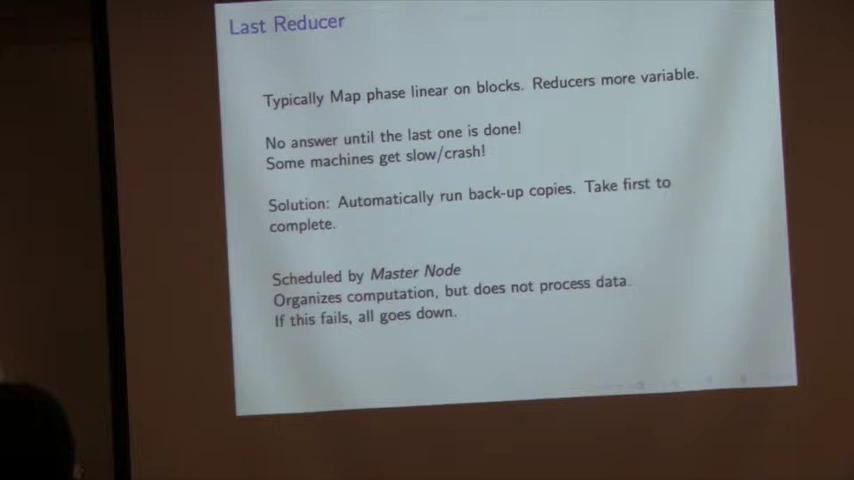 Last Reducer
Typically Map phase linear on blocks. Reducers more variable.
No answer until the last one is done!
Some machines get slow/crash!
Solution: Automatically run back-up copies. Take first to
complete.
Scheduled by Master Node
Organizes computation, but does not process data.
If this fails, all goes down.